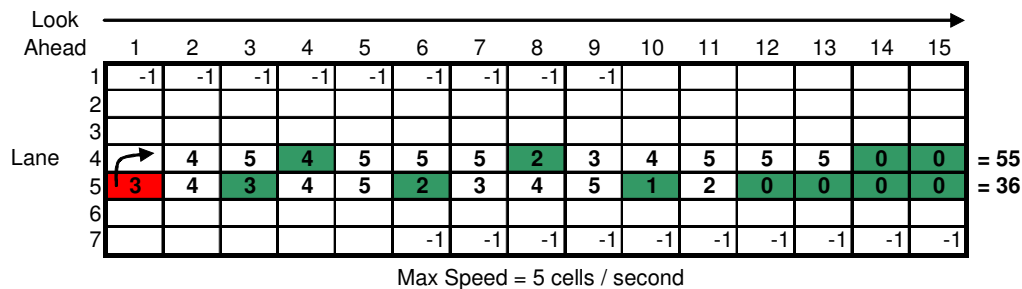 Look
Ahead 1 2 3 4 5 6 7 8 9 10 11 12 13 14 15
1 -1 -1 -1 -1 -1 -1 -1 -1 -1
2
3
Lane 4 4 5 4 5 5 5 2 3 4 5 5 5 0 0 = 55
5 3 4 3 4 5 2 3 4 5 1 2 0 0 0 0 = 36
6
7 -1 -1 -1 -1 -1 -1 -1 -1 -1 -1
Max Speed = 5 cells / second